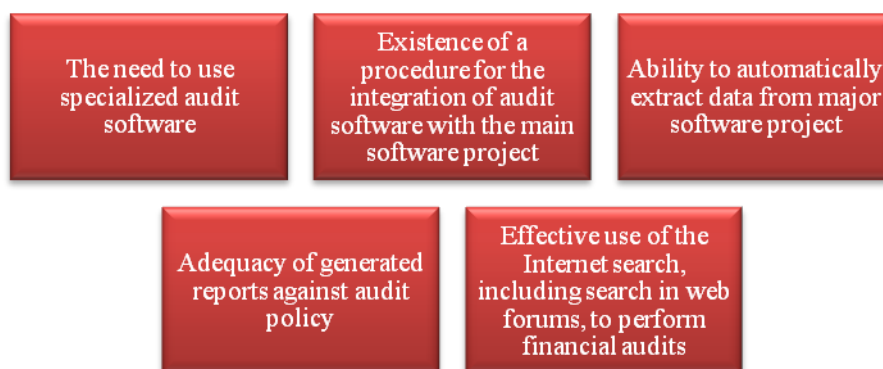 The need to use
specialized audit
software
Existence of a
procedure for the
integration of audit
software with the main
software project
Ability to automatically
extract data from major
software project
Adequacy of generated
reports against audit
policy
Effective use of the
Internet search,
including search in web
forums, to perform
financial audits